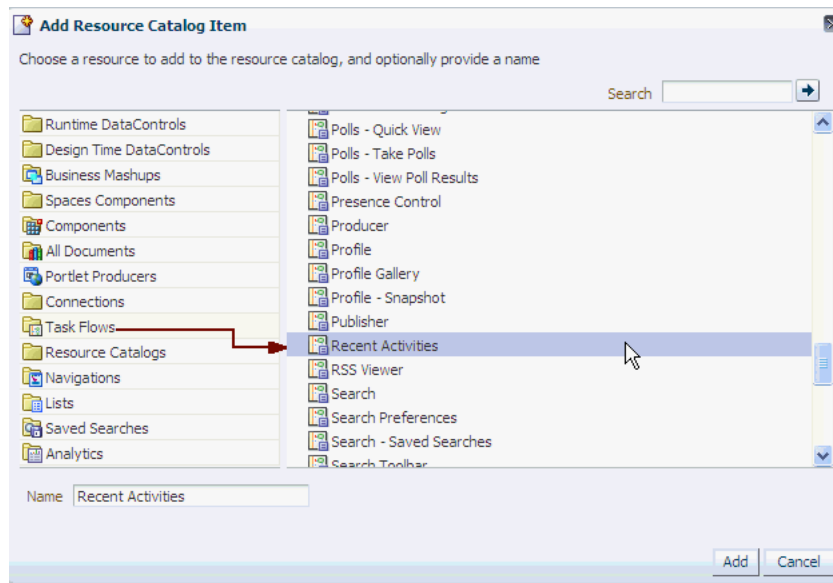 Add Resource Catalog Item
Choose a resource to add to the resource catalog, and optionally provide a name
Search
Runtime DataControls
Design Time DataControls
Business Mashups
Spaces Components
Components
All Documents
Portlet Producers
Connections
Task Flows
Resource Catalogs
Navigations
Lists
Saved Searches
Analytics
Polls - Quick View
Polls - Take Polls
Polls - View Poll Results
Presence Control
Producer
Profile
Profile Gallery
Profile - Snapshot
Publisher
Recent Activities
RSS Viewer
Search
Search Preferences
Search - Saved Searches
Search Toolbar
Name Recent Activities
Add Cancel